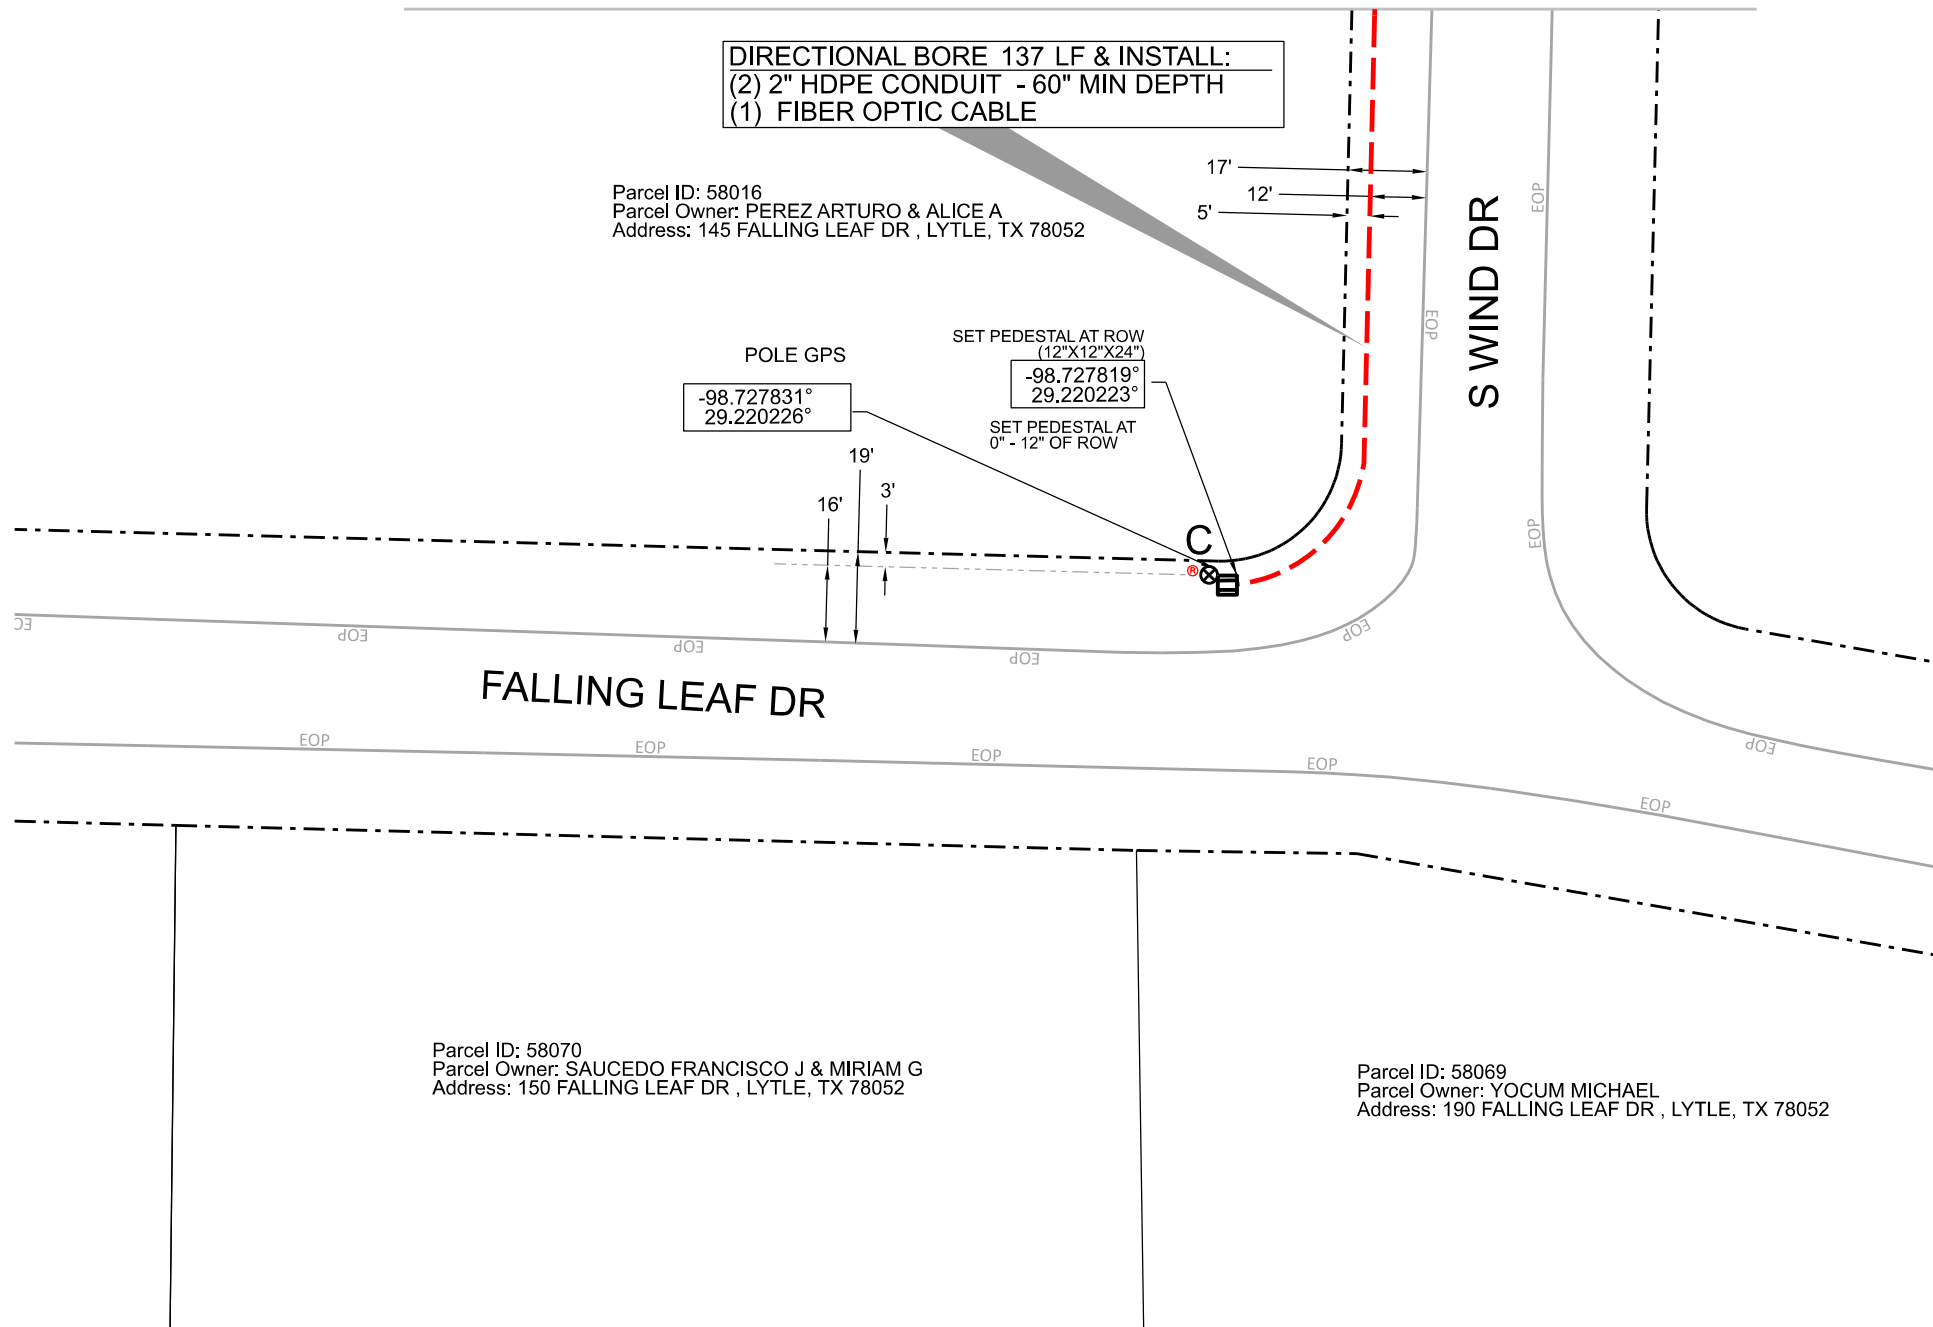 DIRECTIONAL BORE 137 LF & INSTALL:
(2) 2" HDPE CONDUIT - 60" MIN DEPTH
(1) FIBER OPTIC CABLE
17'
12'
5'
Parcel ID: 58016
Parcel Owner: PEREZ ARTURO & ALICE A
Address: 145 FALLING LEAF DR , LYTLE, TX 78052
EOP
S WIND DR
EOP
SET PEDESTAL AT ROW
(12"X12"X24")
-98.727819°
29.220223°
SET PEDESTAL AT
0" - 12" OF ROW
POLE GPS
-98.727831°
29.220226°
19'
3'
16'
C
®
EOP
EOP
EOP
EOP
EOP
EOP
FALLING LEAF DR
EOP
EOP
EOP
EOP
EOP
EOP
Parcel ID: 58070
Parcel Owner: SAUCEDO FRANCISCO J & MIRIAM G
Address: 150 FALLING LEAF DR , LYTLE, TX 78052
Parcel ID: 58069
Parcel Owner: YOCUM MICHAEL
Address: 190 FALLING LEAF DR , LYTLE, TX 78052